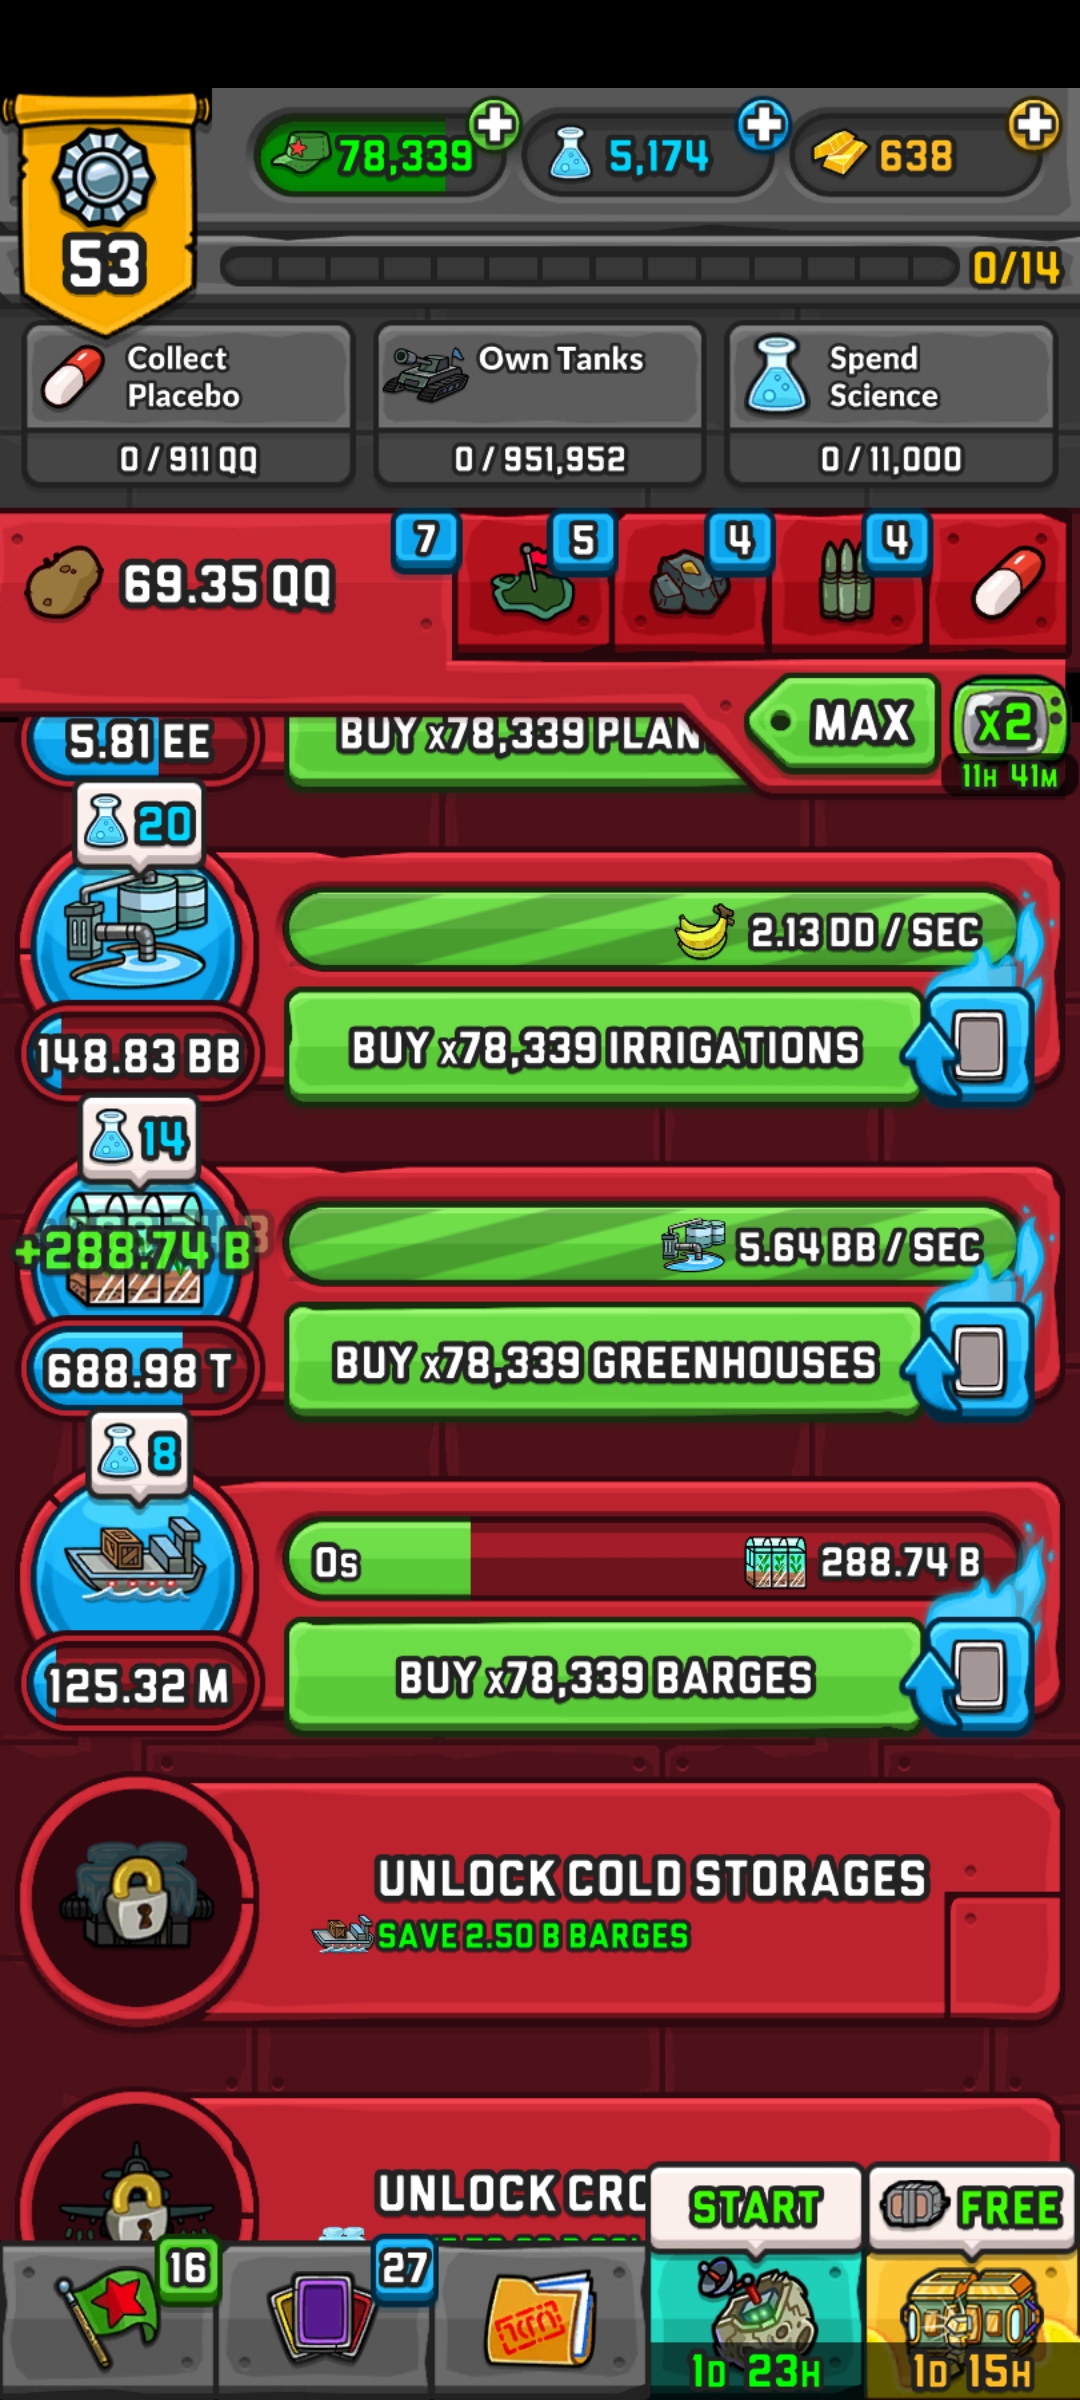 78,339
5,174
638
53
0/14
Collect
Placebo
Own Tanks
Spend
Science
0 / 911 QQ
0 / 951,952
0 / 11,000
69.35 QQ
7
5
4
4
MAX
x2
11H 41M
5.81 EE
BUY x78,339 PLAN
20
2.13 DD / SEC
148.83 BB
BUY x78,339 IRRIGATIONS
14
+288.74 B
5.64 BB / SEC
688.98 T
BUY x78,339 GREENHOUSES
8
0s
288.74 B
125.32 M
BUY x78,339 BARGES
UNLOCK COLD STORAGES
SAVE 2.50 B BARGES
UNLOCK CRO
START
FREE
16
27
1D 23H
1D 15H